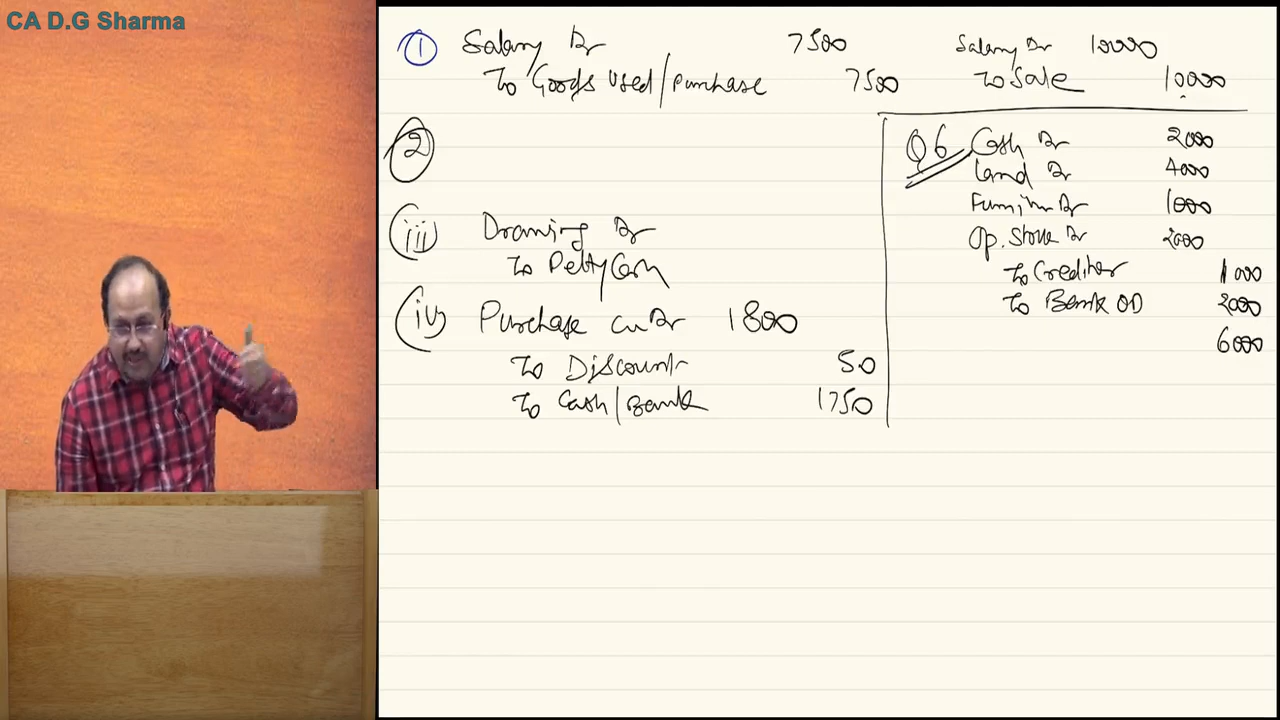 CA D.G Sharma
① Salary Dr 7500
To Goods Used/Purchase 7500
Salary Dr 10000
To Sale 10000
②
(iii) Drawing Dr
To Petty Cash
(iv) Purchase Dr 1800
To Discount 50
To Cash/Bank 1750
Q6 Cash Dr 2000
Land Dr 4000
Furniture Dr 1000
Op. Stock Dr 2000
To Creditor 1000
To Bank OD 2000
6000